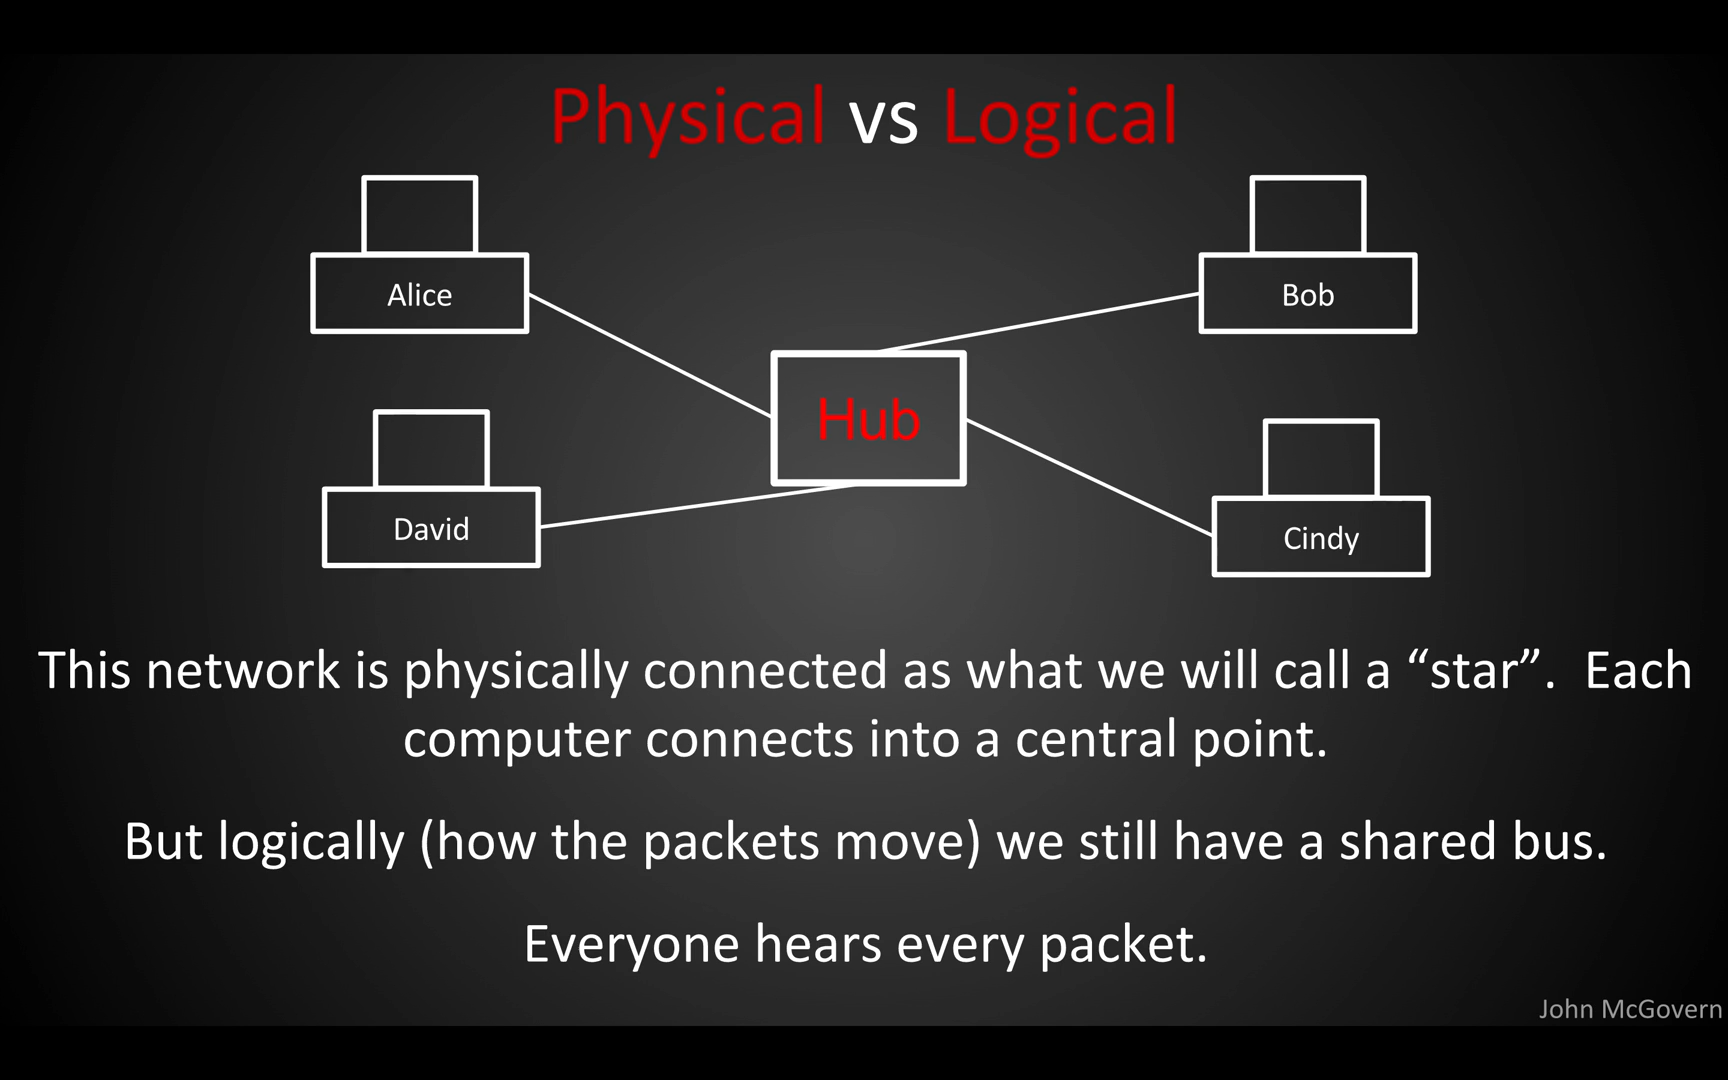 Physical vs Logical
Alice
Bob
Hub
David
Cindy
This network is physically connected as what we will call a “star”.  Each
computer connects into a central point.
But logically (how the packets move) we still have a shared bus.
Everyone hears every packet.
John McGovern